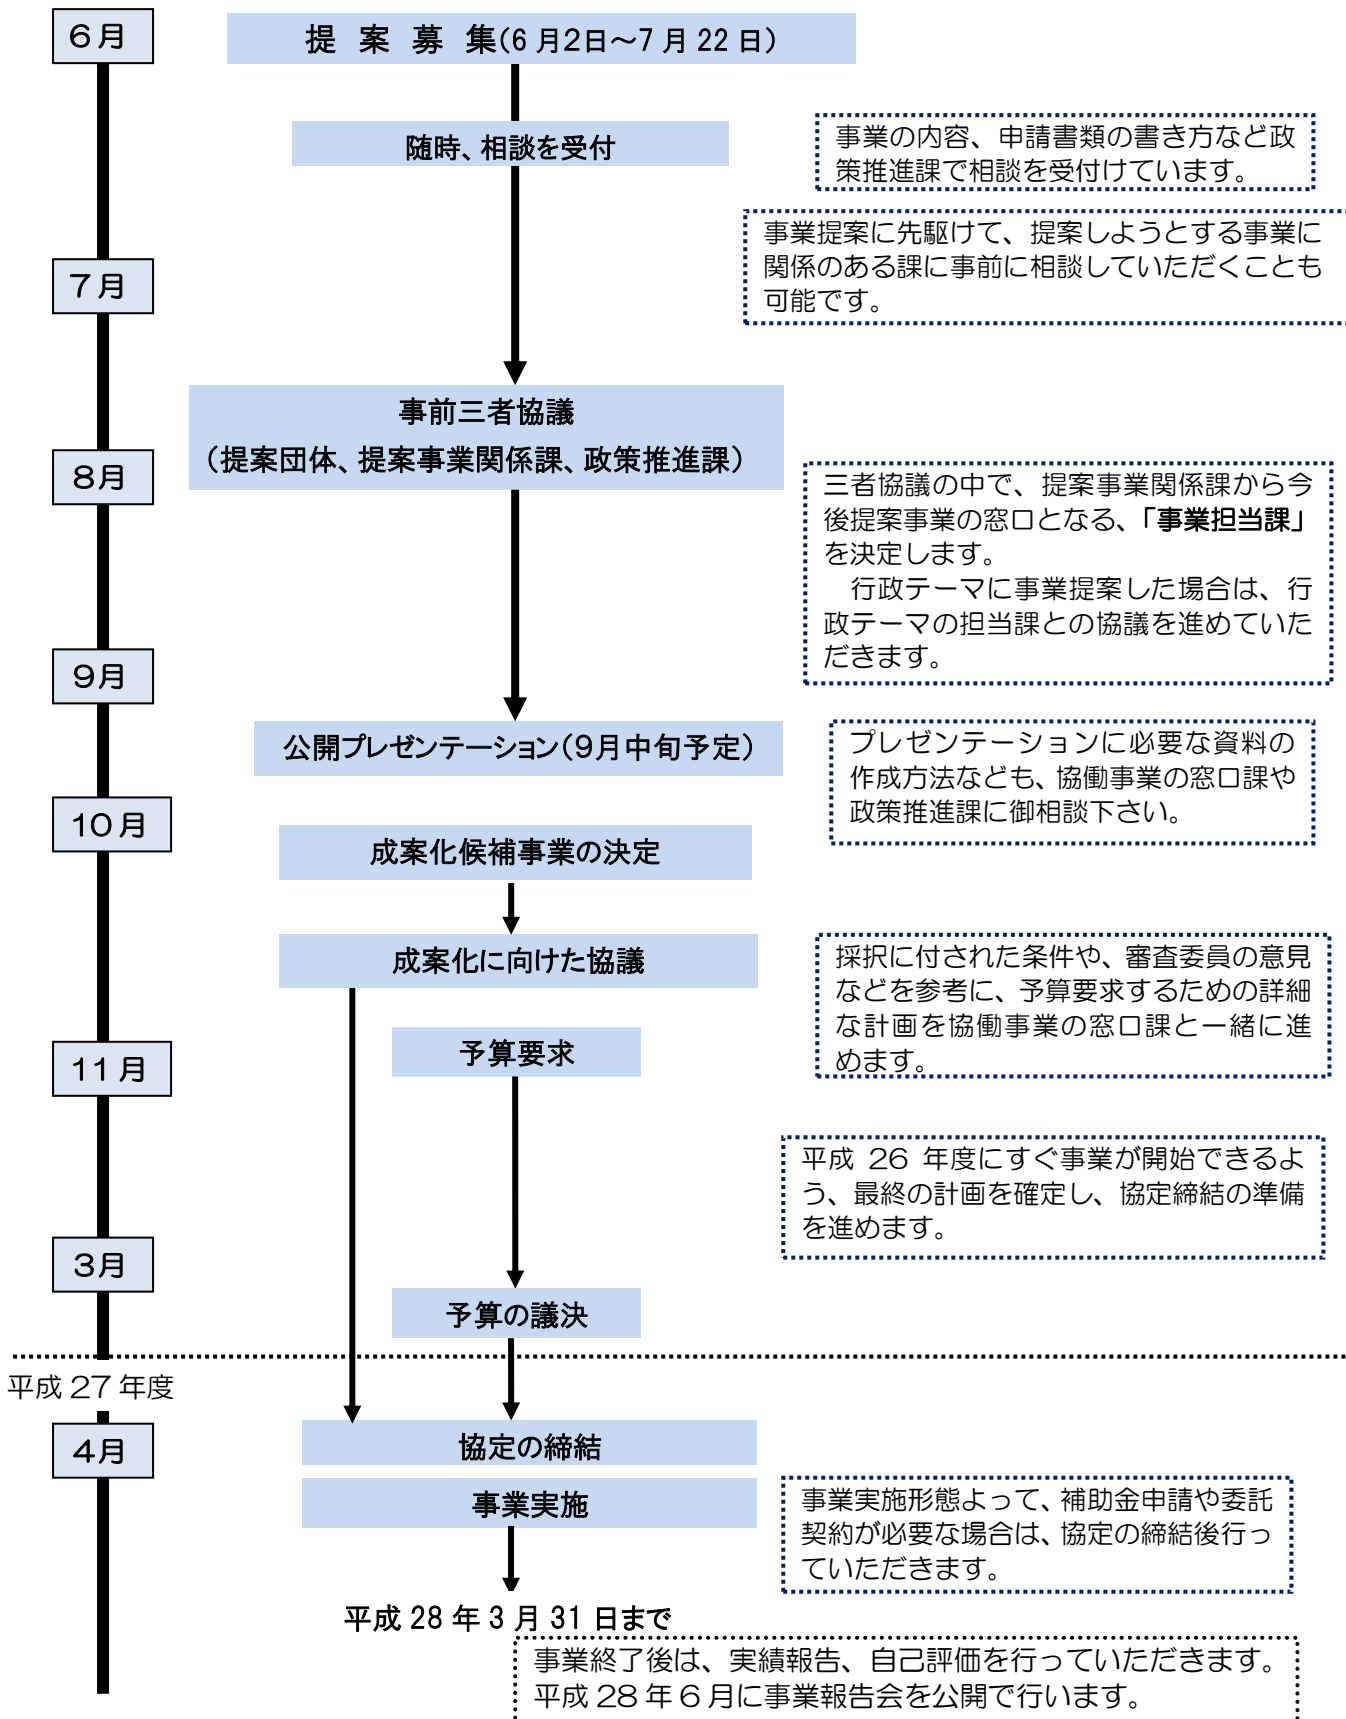 6月
提 案 募 集(6月2日～7月22日)
随時、相談を受付
事業の内容、申請書類の書き方など政
策推進課で相談を受付けています。
事業提案に先駆けて、提案しようとする事業に
関係のある課に事前に相談していただくことも
可能です。
7月
事前三者協議
(提案団体、提案事業関係課、政策推進課)
8月
三者協議の中で、提案事業関係課から今
後提案事業の窓口となる、「事業担当課」
を決定します。
行政テーマに事業提案した場合は、行
政テーマの担当課との協議を進めていた
だきます。
9月
公開プレゼンテーション(9月中旬予定)
プレゼンテーションに必要な資料の
作成方法なども、協働事業の窓口課や
政策推進課に御相談下さい。
10月
成案化候補事業の決定
成案化に向けた協議
採択に付された条件や、審査委員の意見
などを参考に、予算要求するための詳細
な計画を協働事業の窓口課と一緒に進
めます。
予算要求
11月
平成 26 年度にすぐ事業が開始できるよ
う、最終の計画を確定し、協定締結の準備
を進めます。
3月
予算の議決
平成 27 年度
4月
協定の締結
事業実施
事業実施形態よって、補助金申請や委託
契約が必要な場合は、協定の締結後行っ
ていただきます。
平成 28 年 3 月 31 日まで
事業終了後は、実績報告、自己評価を行っていただきます。
平成 28 年 6 月に事業報告会を公開で行います。